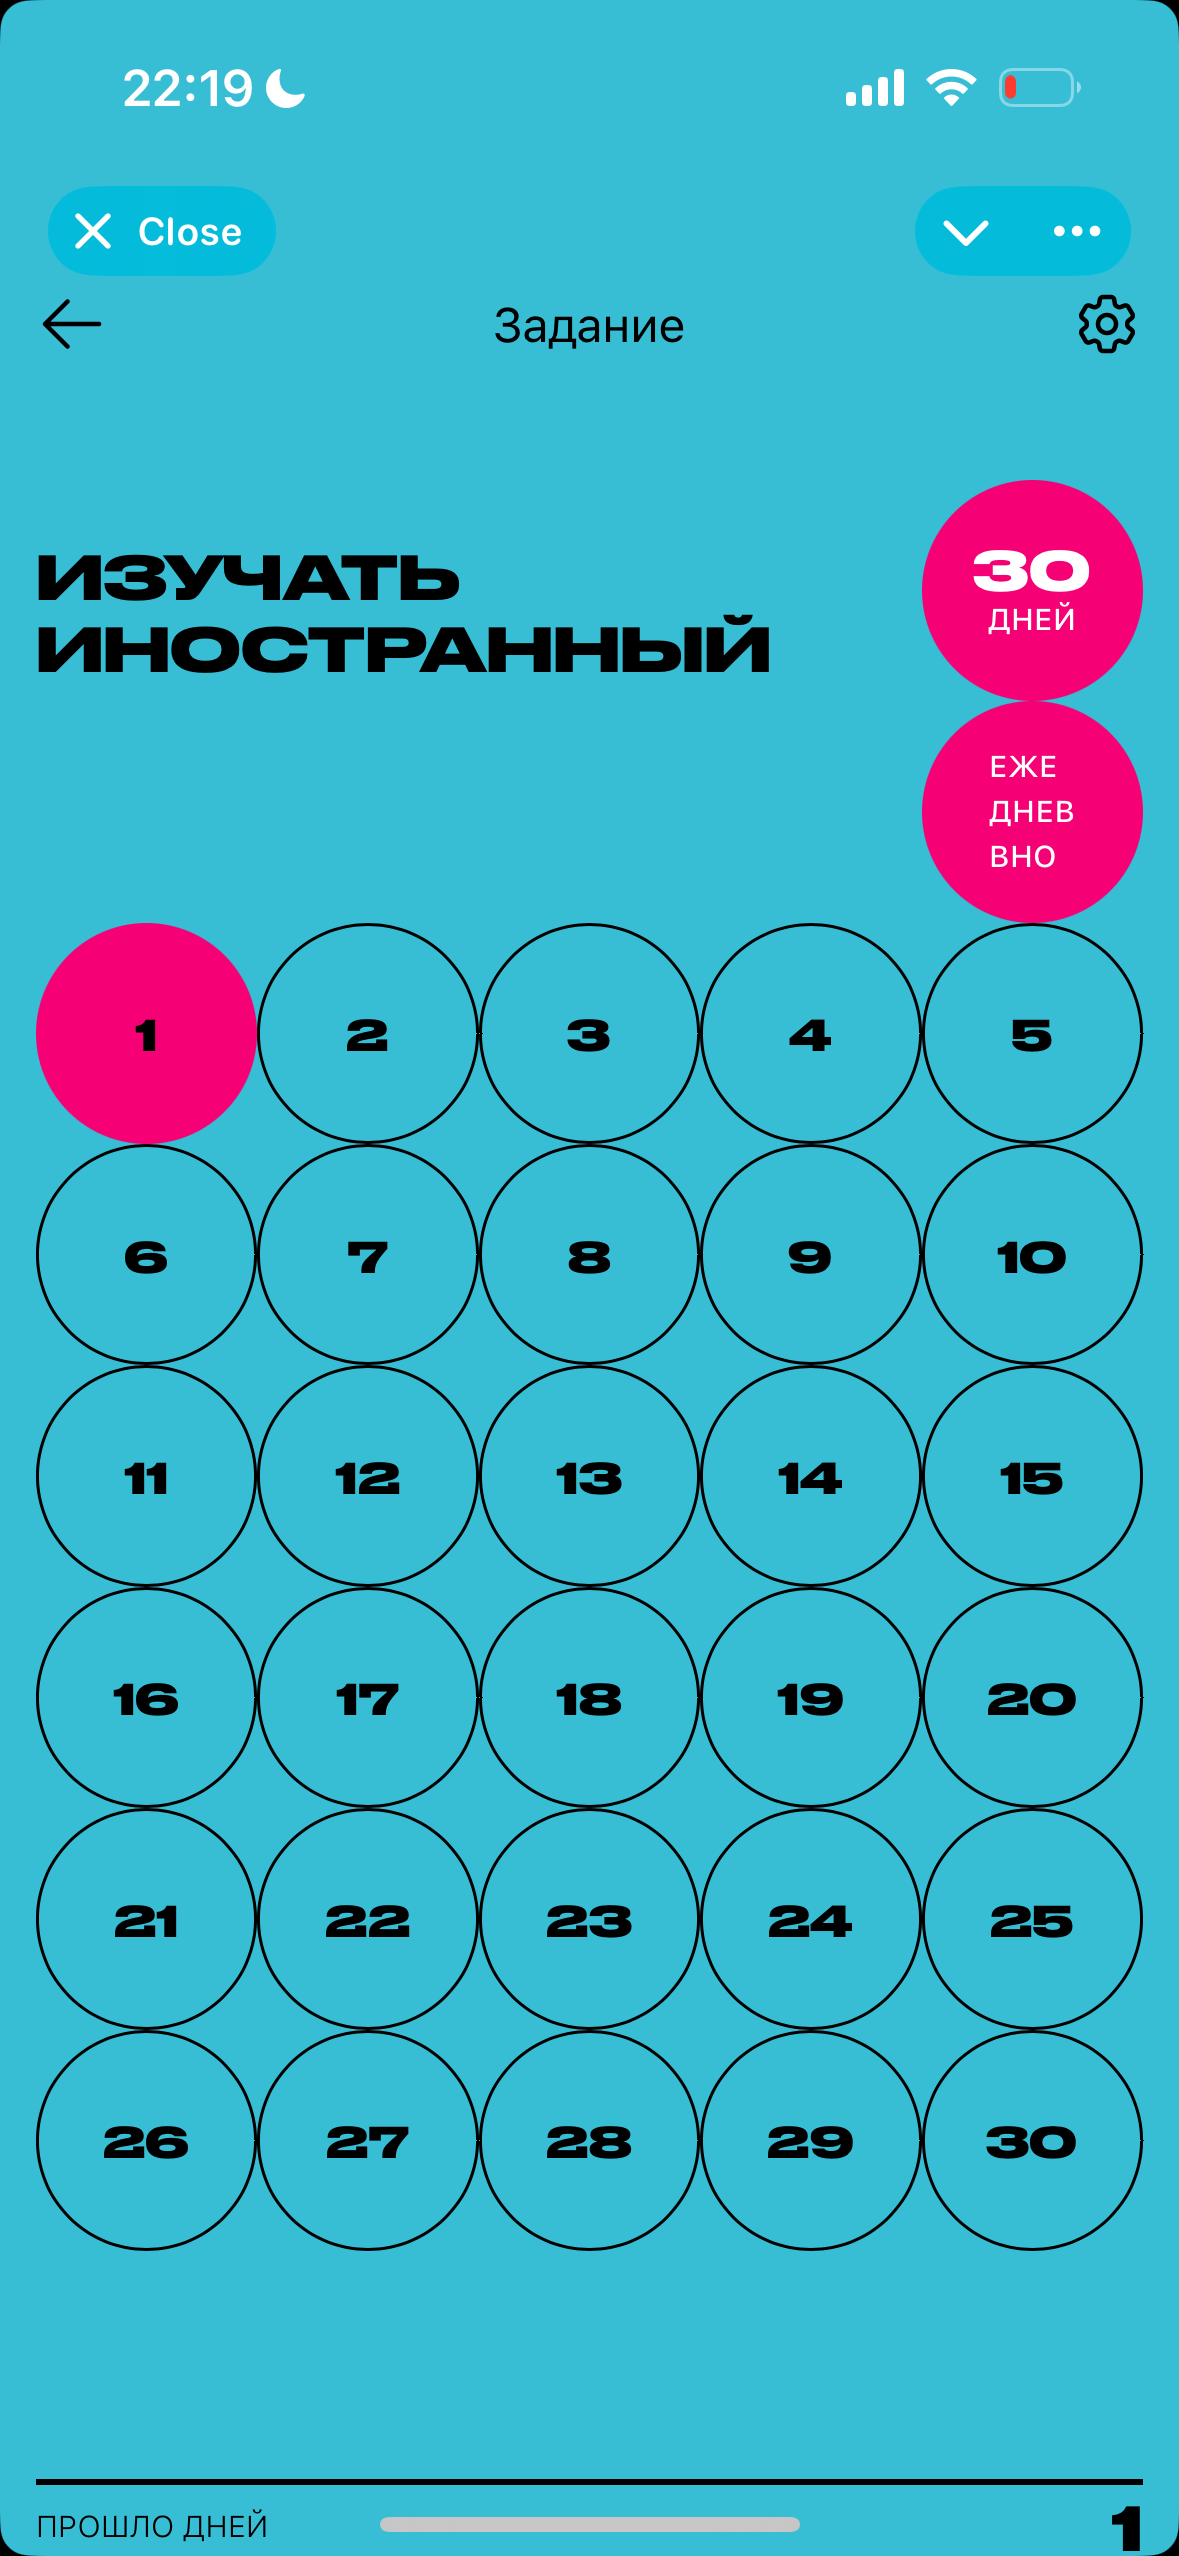 22:19
Close
Задание
ИЗУЧАТЬ
ИНОСТРАННЫЙ
30
ДНЕЙ
ЕЖЕ
ДНЕВ
ВНО
1 2 3 4 5
6 7 8 9 10
11 12 13 14 15
16 17 18 19 20
21 22 23 24 25
26 27 28 29 30
ПРОШЛО ДНЕЙ 1